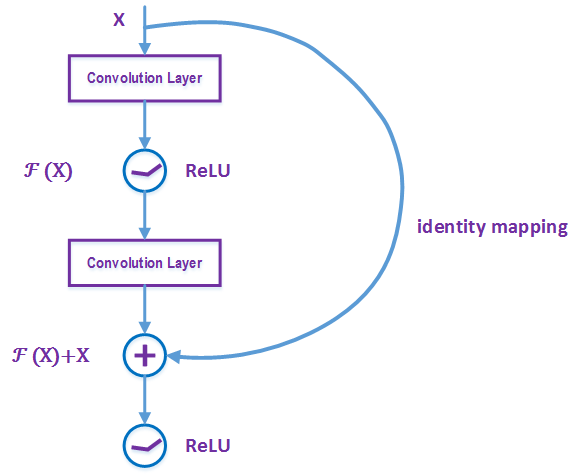 X
Convolution Layer
ℱ (X)
ReLU
identity mapping
Convolution Layer
ℱ (X)+X
ReLU